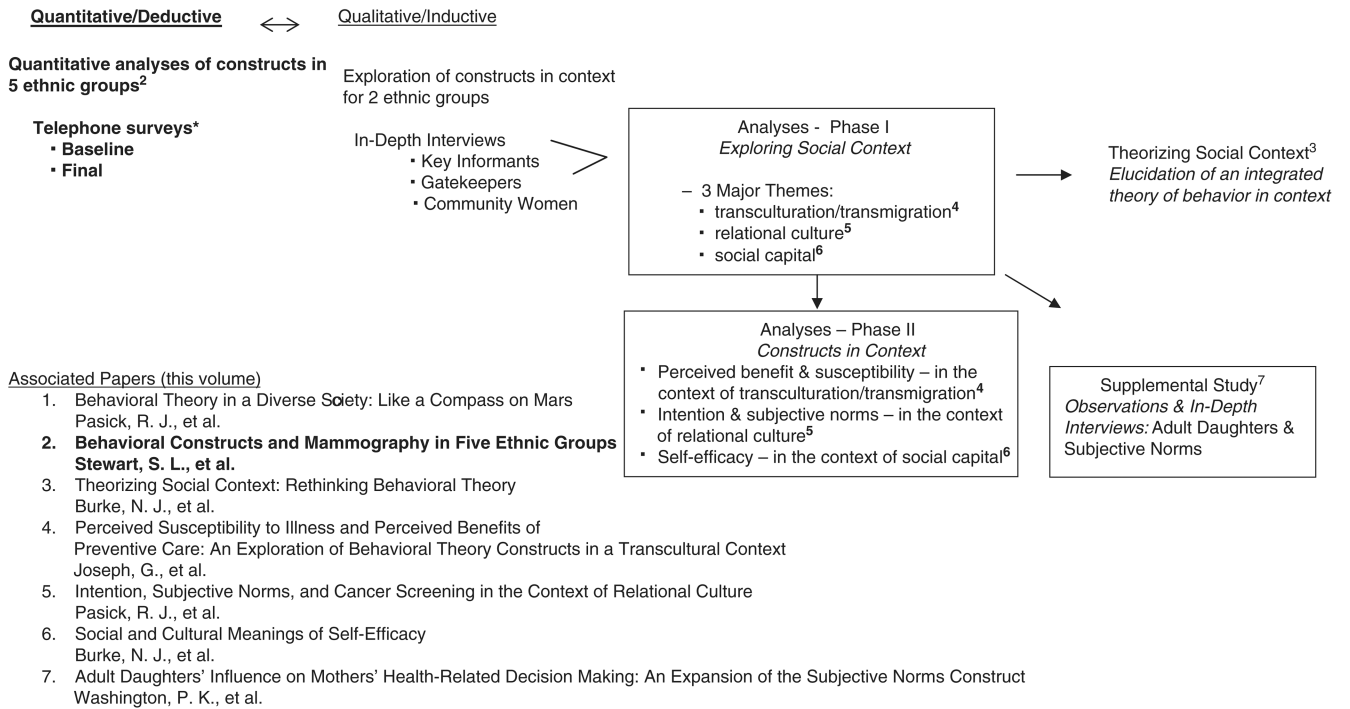 Quantitative/Deductive
Qualitative/Inductive
Quantitative analyses of constructs in
5 ethnic groups2
Telephone surveys*
▪ Baseline
▪ Final
Exploration of constructs in context
for 2 ethnic groups
In-Depth Interviews
▪ Key Informants
▪ Gatekeepers
▪ Community Women
Analyses - Phase I
Exploring Social Context
– 3 Major Themes:
▪ transculturation/transmigration4
▪ relational culture5
▪ social capital6
Theorizing Social Context3
Elucidation of an integrated
theory of behavior in context
Analyses – Phase II
Constructs in Context
▪ Perceived benefit & susceptibility – in the
context of transculturation/transmigration4
▪ Intention & subjective norms – in the context
of relational culture5
▪ Self-efficacy – in the context of social capital6
Supplemental Study7
Observations & In-Depth
Interviews: Adult Daughters &
Subjective Norms
Associated Papers (this volume)
1. Behavioral Theory in a Diverse Society: Like a Compass on Mars
Pasick, R. J., et al.
2. Behavioral Constructs and Mammography in Five Ethnic Groups
Stewart, S. L., et al.
3. Theorizing Social Context: Rethinking Behavioral Theory
Burke, N. J., et al.
4. Perceived Susceptibility to Illness and Perceived Benefits of
Preventive Care: An Exploration of Behavioral Theory Constructs in a Transcultural Context
Joseph, G., et al.
5. Intention, Subjective Norms, and Cancer Screening in the Context of Relational Culture
Pasick, R. J., et al.
6. Social and Cultural Meanings of Self-Efficacy
Burke, N. J., et al.
7. Adult Daughters' Influence on Mothers' Health-Related Decision Making: An Expansion of the Subjective Norms Construct
Washington, P. K., et al.